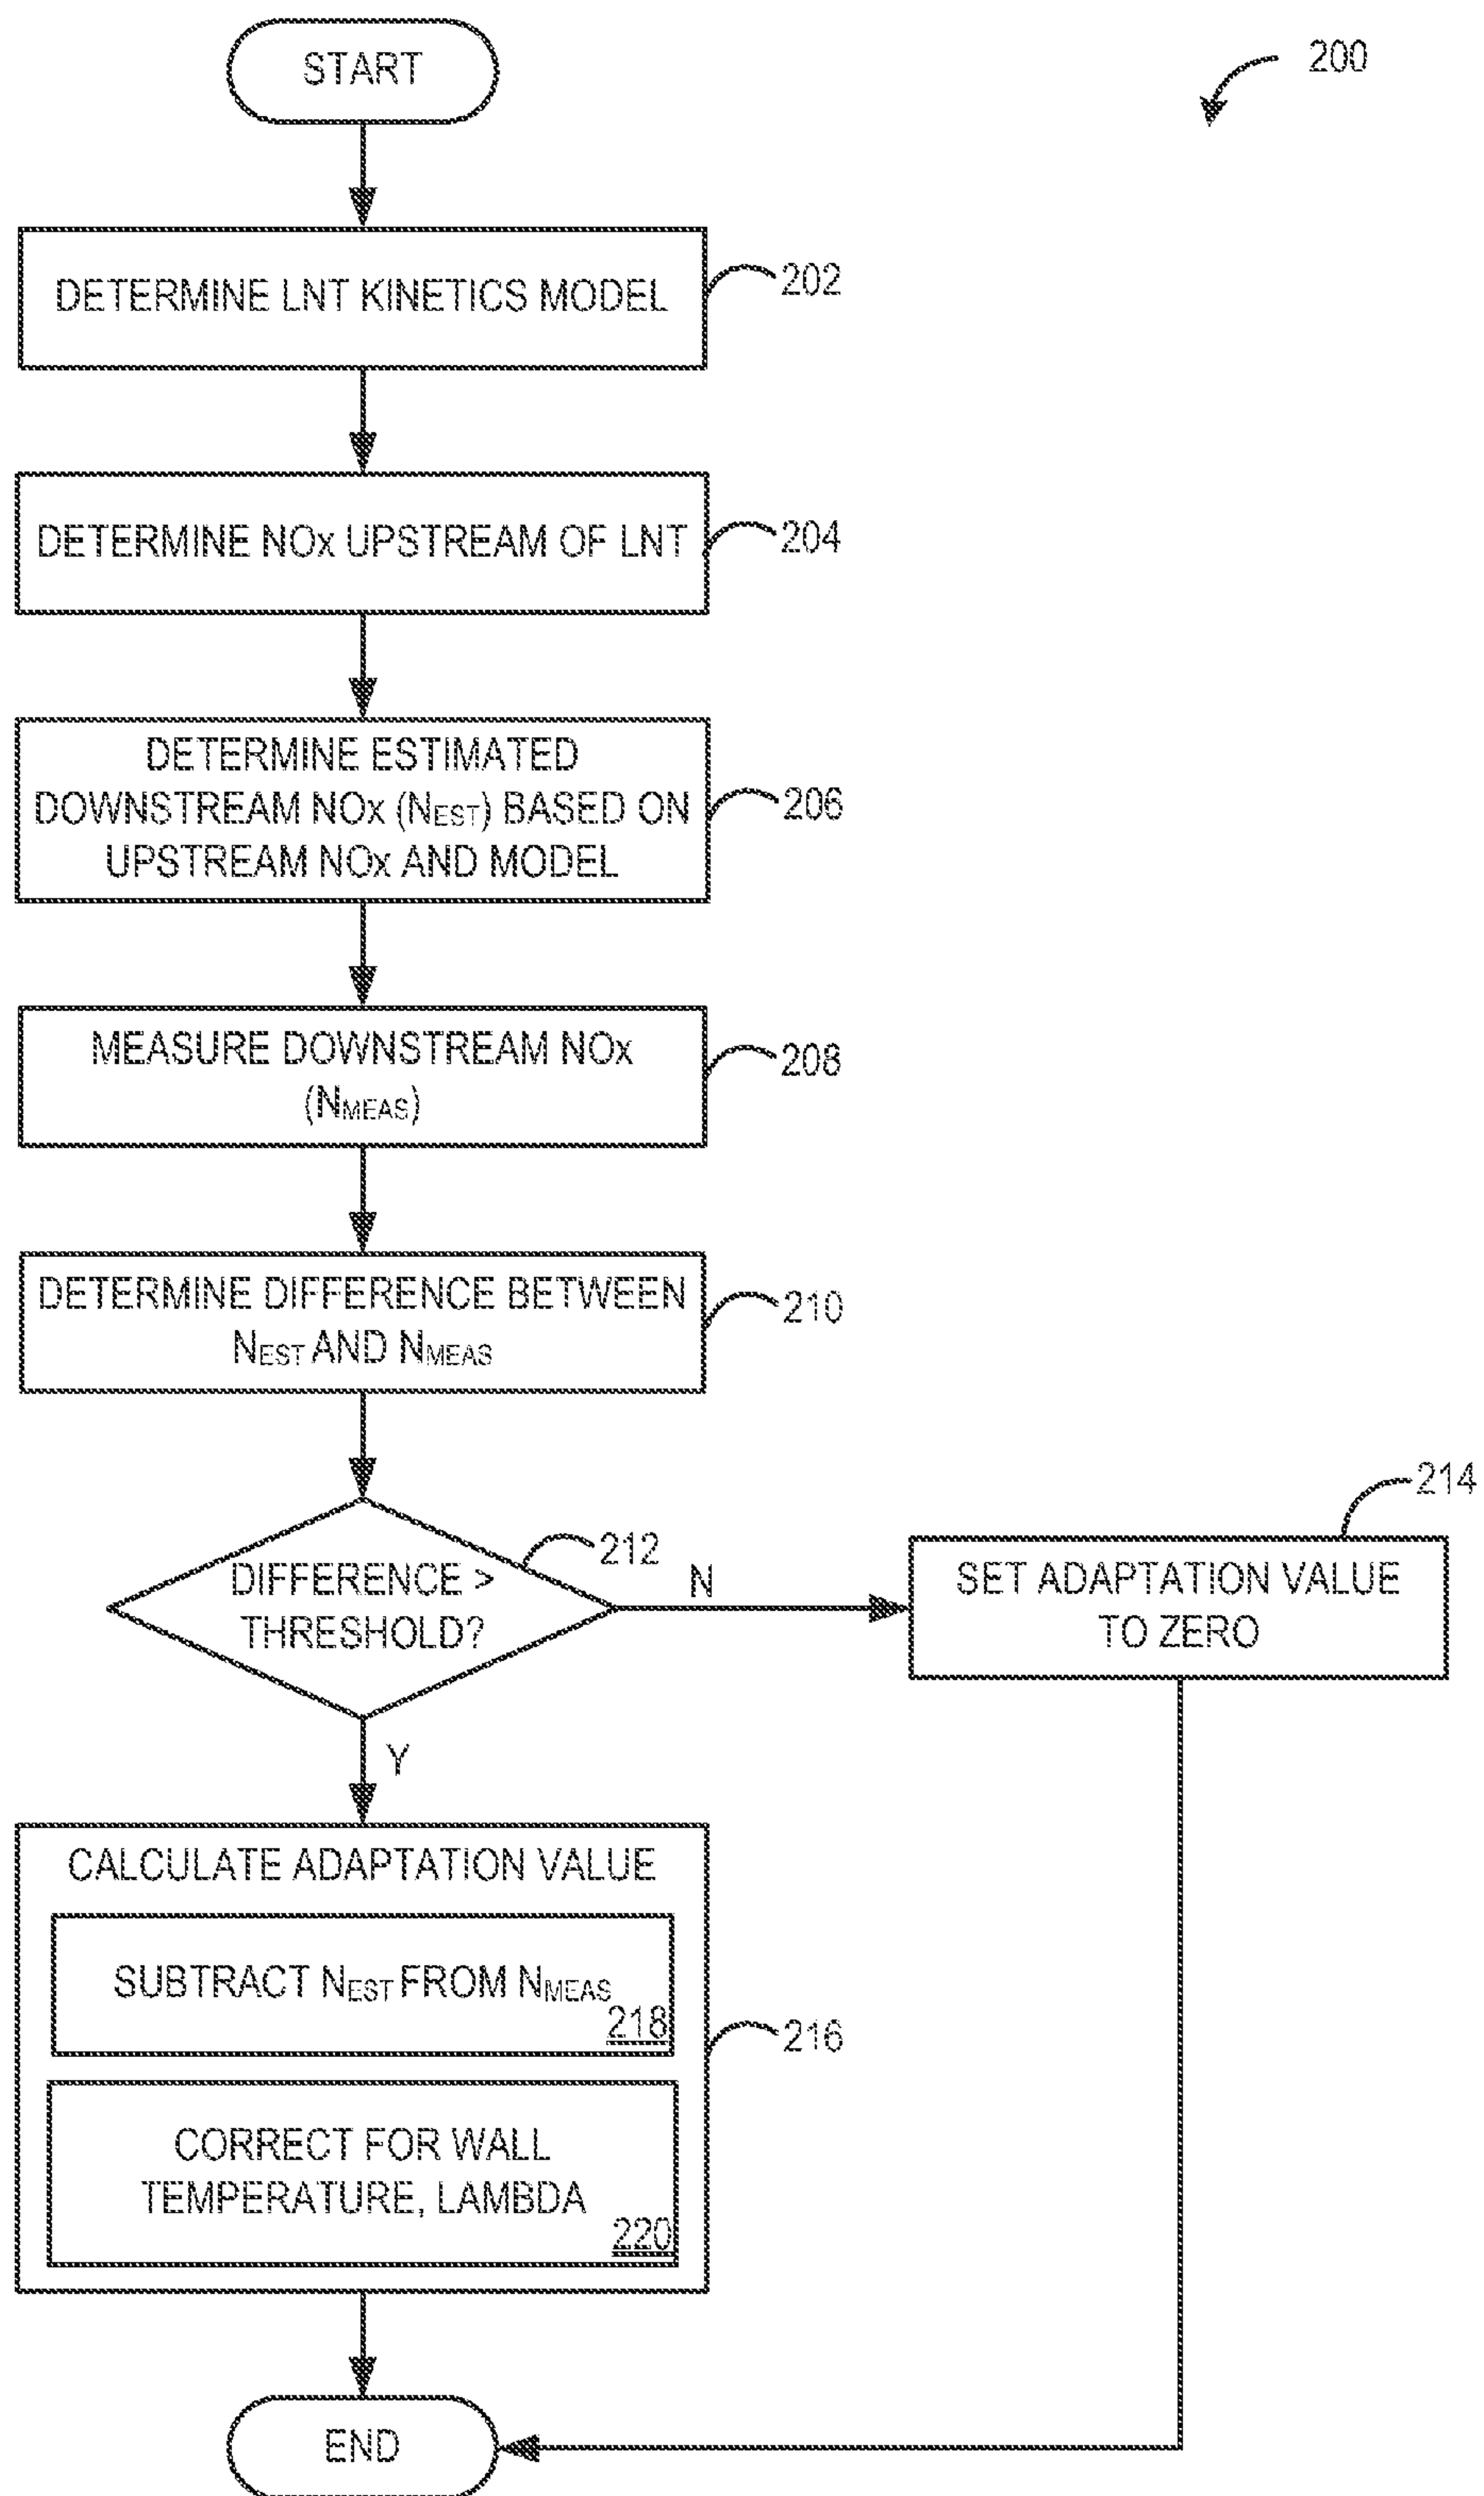 START
200
DETERMINE LNT KINETICS MODEL
202
DETERMINE NOx UPSTREAM OF LNT
204
DETERMINE ESTIMATED
DOWNSTREAM NOx (NEST) BASED ON
UPSTREAM NOx AND MODEL
206
MEASURE DOWNSTREAM NOx
(NMEAS)
208
DETERMINE DIFFERENCE BETWEEN
NEST AND NMEAS
210
DIFFERENCE >
THRESHOLD?
212
N
SET ADAPTATION VALUE
TO ZERO
214
Y
CALCULATE ADAPTATION VALUE
SUBTRACT NEST FROM NMEAS
218
216
CORRECT FOR WALL
TEMPERATURE, LAMBDA
220
END